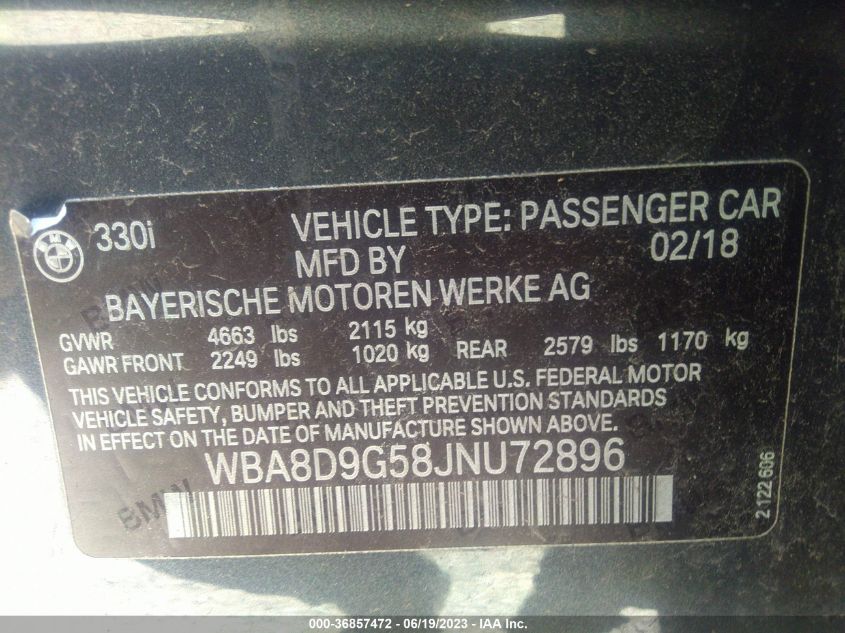 BMW 330i VEHICLE TYPE: PASSENGER CAR
MFD BY 02/18
BAYERISCHE MOTOREN WERKE AG
GVWR 4663 lbs 2115 kg
GAWR FRONT 2249 lbs 1020 kg REAR 2579 lbs 1170 kg
THIS VEHICLE CONFORMS TO ALL APPLICABLE U.S. FEDERAL MOTOR
VEHICLE SAFETY, BUMPER AND THEFT PREVENTION STANDARDS
IN EFFECT ON THE DATE OF MANUFACTURE SHOWN ABOVE.
WBA8D9G58JNU72896
BMW
2 122 606
000-36857472 - 06/19/2023 - IAA Inc.